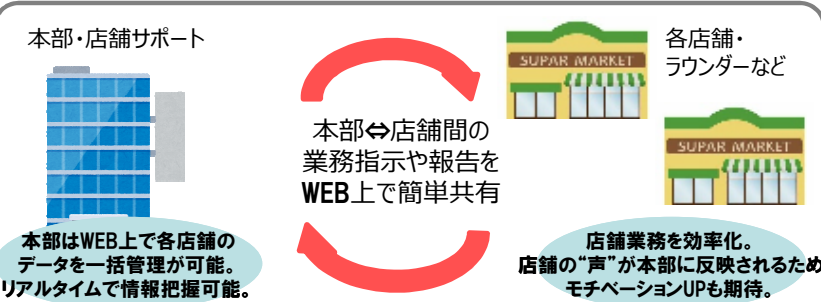 本部・店舗サポート
SUPAR MARKET
各店舗・
ラウンダーなど
SUPAR MARKET
本部⇔店舗間の
業務指示や報告を
WEB上で簡単共有
本部はWEB上で各店舗の
データを一括管理が可能。
リアルタイムで情報把握可能。
店舗業務を効率化。
店舗の“声”が本部に反映されるため
モチベーションUPも期待。